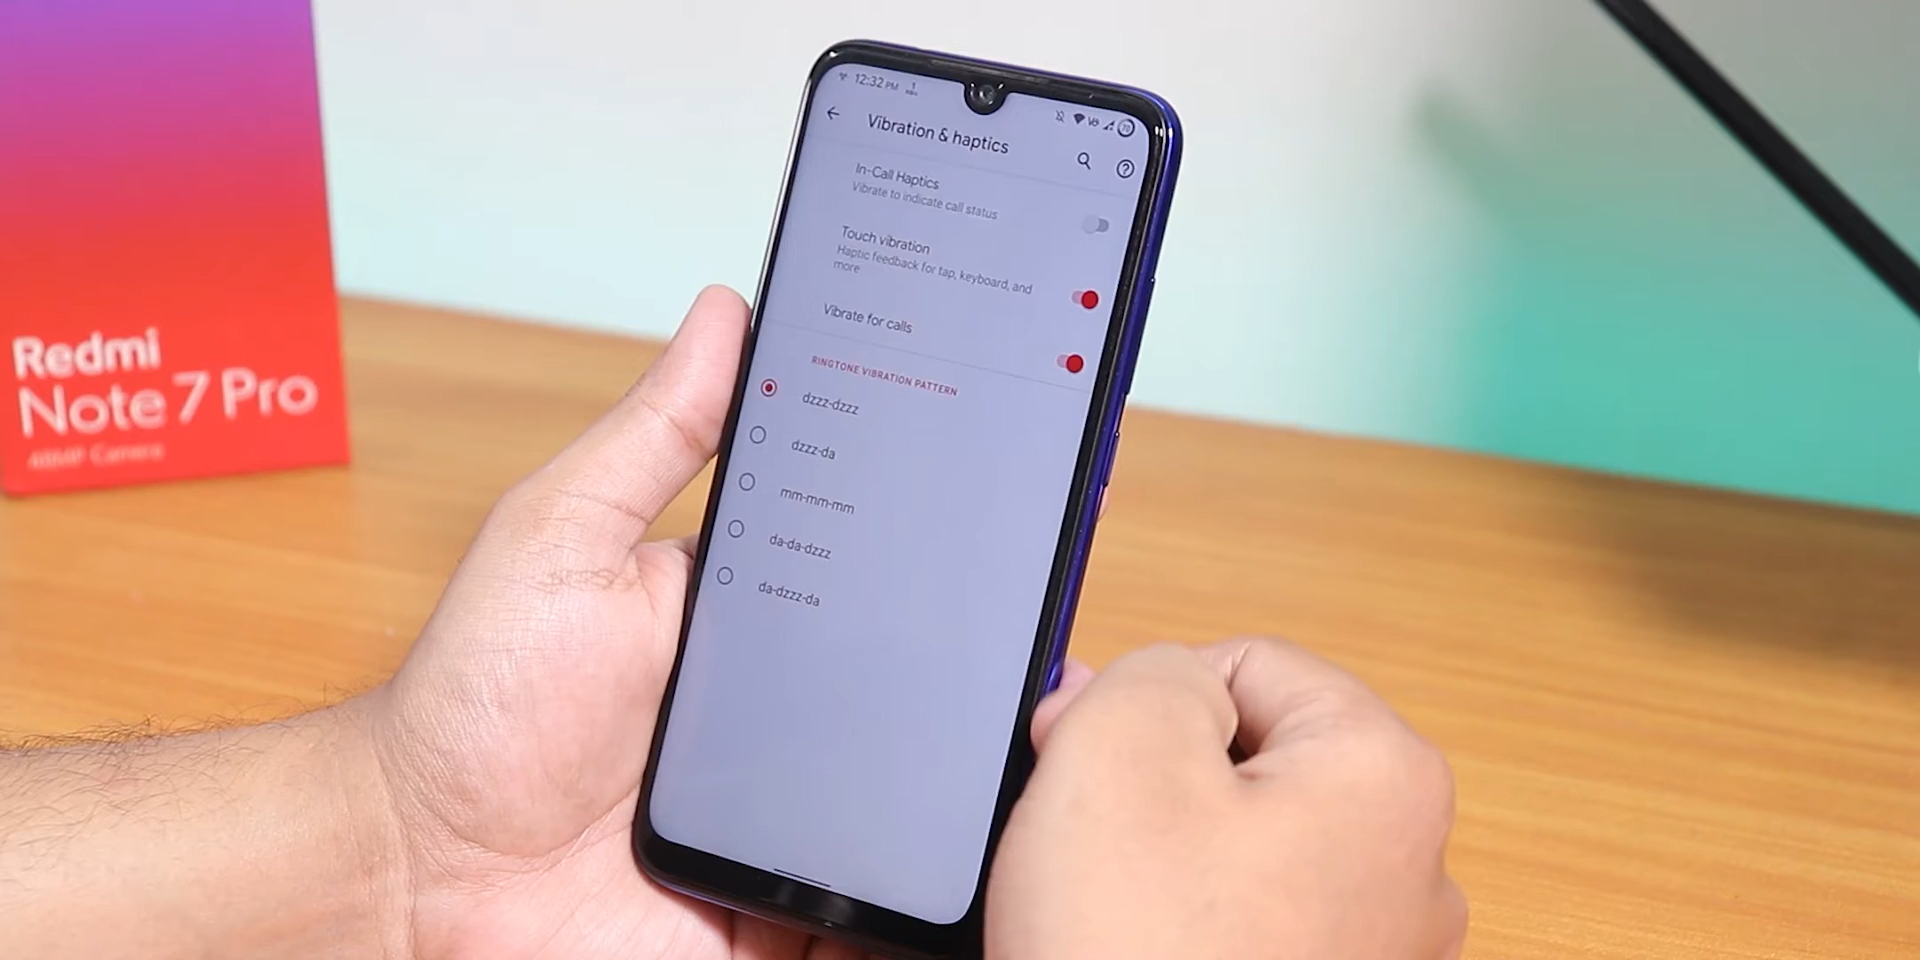 Redmi
Note 7 Pro
48MP Camera
12:32 PM
Vibration & haptics
In-Call Haptics
Vibrate to indicate call status
Touch vibration
Haptic feedback for tap, keyboard, and
more
Vibrate for calls
RINGTONE VIBRATION PATTERN
dzzz-dzzz
dzzz-da
mm-mm-mm
da-da-dzzz
da-dzzz-da